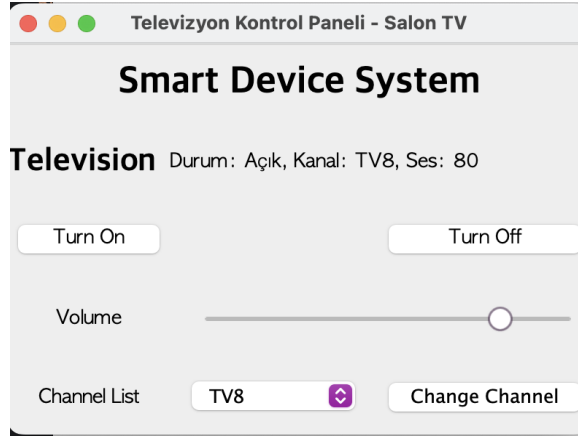 Televizyon Kontrol Paneli - Salon TV
Smart Device System
Television Durum: Açık, Kanal: TV8, Ses: 80
Turn On Turn Off
Volume
Channel List TV8 Change Channel